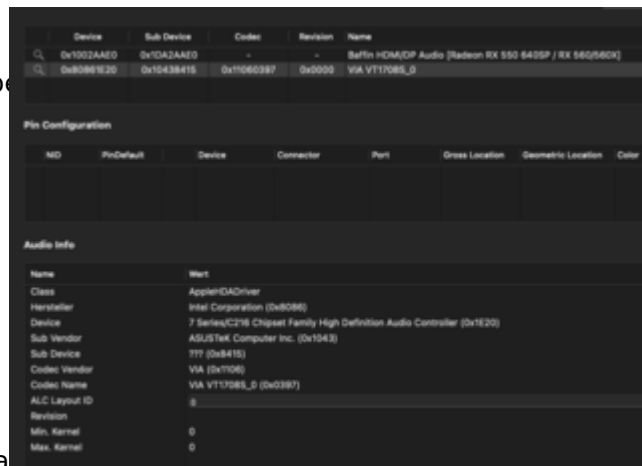 Device Sub Device Codec Revision Name
0x1002AAE0 0x1DA2AAE0 - - Baffin HDMI/DP Audio [Radeon RX 550 640SP / RX 560/560X]
0x80861E20 0x10438415 0x11060397 0x0000 VIA VT1708S_0
Pin Configuration
NID PinDefault Device Connector Port Gross Location Geometric Location Color
Audio Info
Name Wert
Class AppleHDADriver
Hersteller Intel Corporation (0x8086)
Device 7 Series/C216 Chipset Family High Definition Audio Controller (0x1E20)
Sub Vendor ASUSTeK Computer Inc. (0x1043)
Sub Device ??? (0x8415)
Codec Vendor VIA (0x1106)
Codec Name VIA VT1708S_0 (0x0397)
ALC Layout ID 0
Revision
Min. Kernel 0
Max. Kernel 0